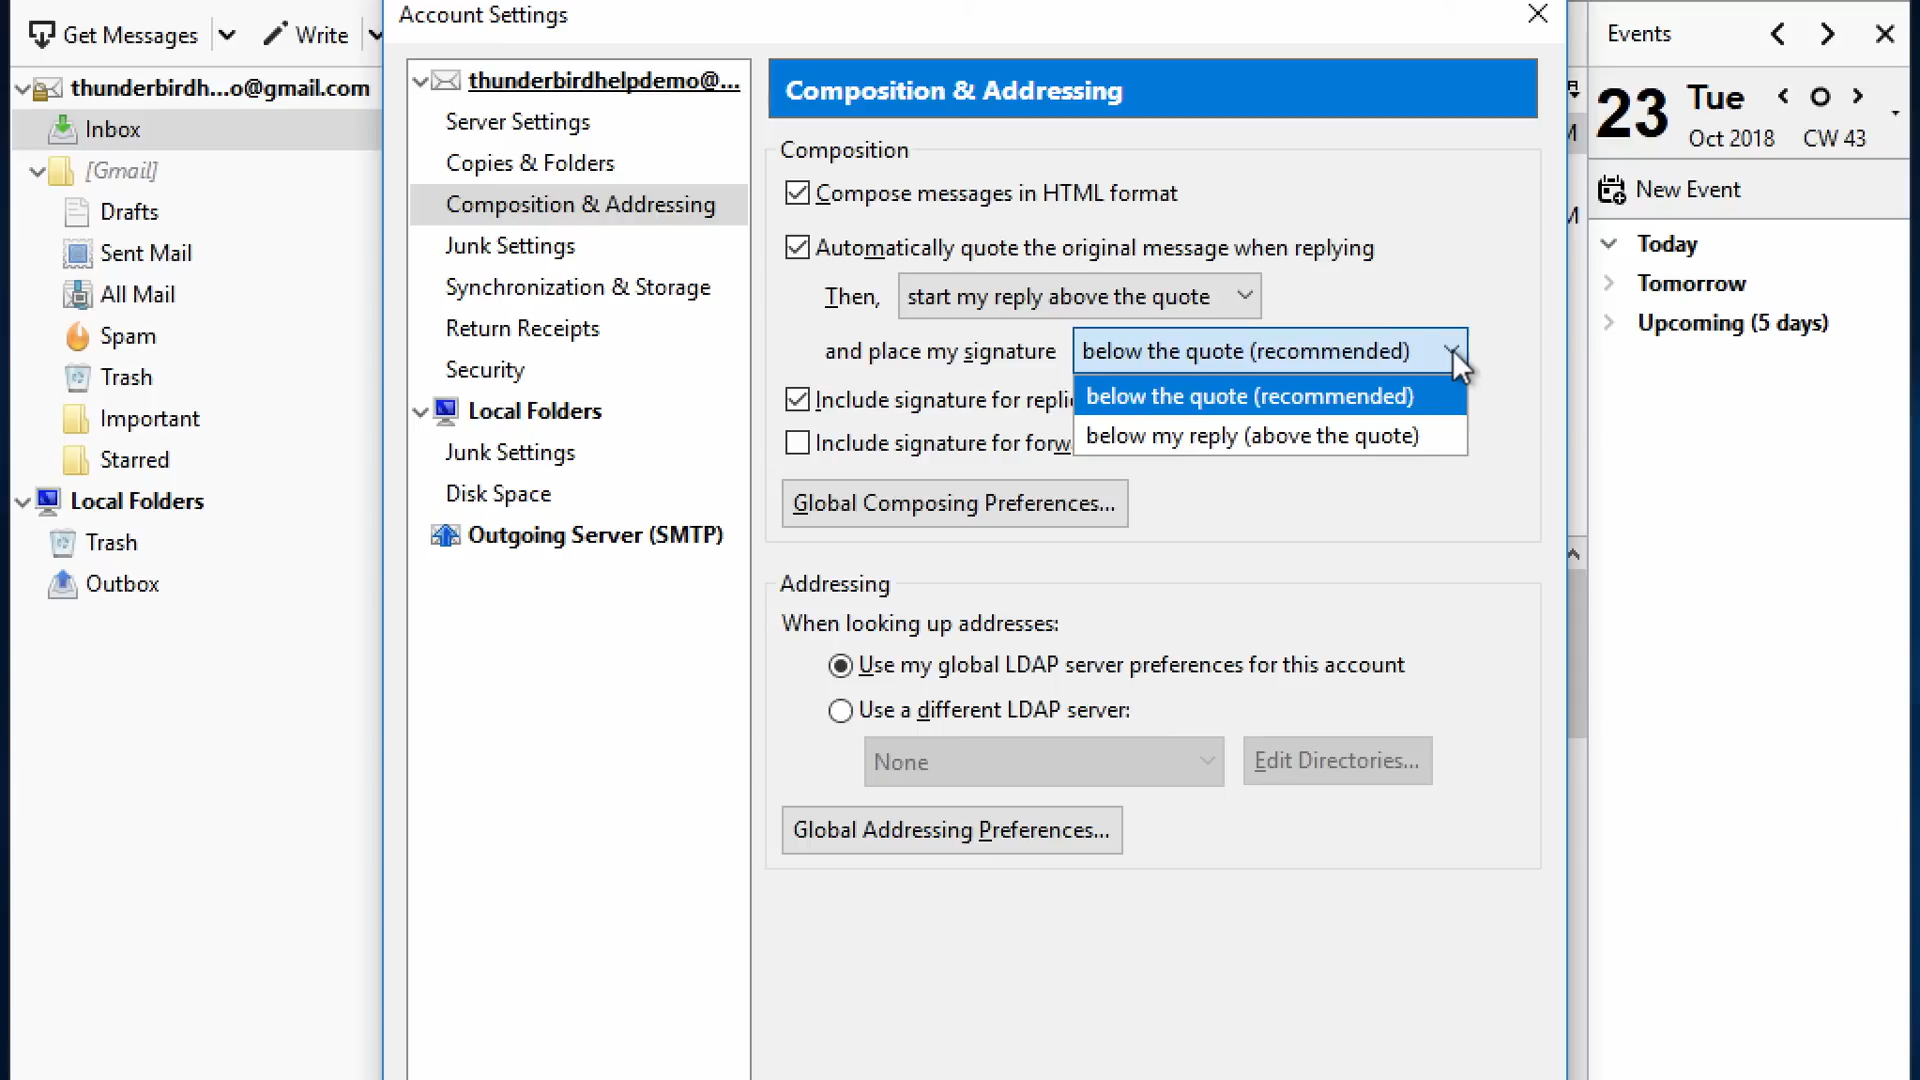 Get Messages
Write
thunderbirdh...o@gmail.com
Inbox
[Gmail]
Drafts
Sent Mail
All Mail
Spam
Trash
Important
Starred
Local Folders
Trash
Outbox
Account Settings
thunderbirdhelpdemo@...
Server Settings
Copies & Folders
Composition & Addressing
Junk Settings
Synchronization & Storage
Return Receipts
Security
Local Folders
Junk Settings
Disk Space
Outgoing Server (SMTP)
Composition & Addressing
Composition
Compose messages in HTML format
Automatically quote the original message when replying
Then, start my reply above the quote
and place my signature below the quote (recommended)
below the quote (recommended)
below my reply (above the quote)
Include signature for
Include signature for
Global Composing Preferences...
Addressing
When looking up addresses:
Use my global LDAP server preferences for this account
Use a different LDAP server:
None Edit Directories...
Global Addressing Preferences...
Events
23 Tue
Oct 2018 CW 43
New Event
Today
Tomorrow
Upcoming (5 days)